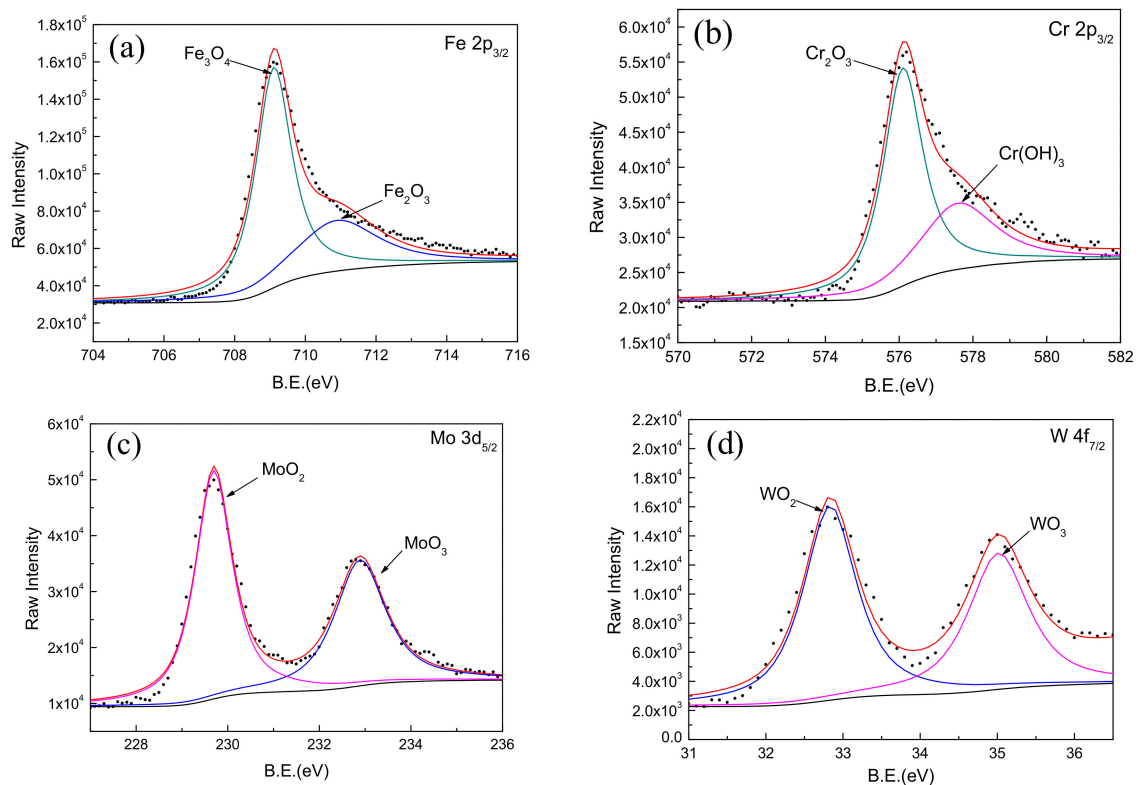 (a)
Fe 2p3/2
Fe3O4
Fe2O3
1.8x10^5
1.6x10^5
1.4x10^5
1.2x10^5
1.0x10^5
8.0x10^4
6.0x10^4
4.0x10^4
2.0x10^4
Raw Intensity
704 706 708 710 712 714 716
B.E.(eV)
(b)
Cr 2p3/2
Cr2O3
Cr(OH)3
6.0x10^4
5.5x10^4
5.0x10^4
4.5x10^4
4.0x10^4
3.5x10^4
3.0x10^4
2.5x10^4
2.0x10^4
1.5x10^4
Raw Intensity
570 572 574 576 578 580 582
B.E.(eV)
(c)
Mo 3d5/2
MoO2
MoO3
6x10^4
5x10^4
4x10^4
3x10^4
2x10^4
1x10^4
Raw Intensity
228 230 232 234 236
B.E.(eV)
(d)
W 4f7/2
WO2
WO3
2.2x10^4
2.0x10^4
1.8x10^4
1.6x10^4
1.4x10^4
1.2x10^4
1.0x10^4
8.0x10^3
6.0x10^3
4.0x10^3
2.0x10^3
0.0
Raw Intensity
31 32 33 34 35 36
B.E.(eV)